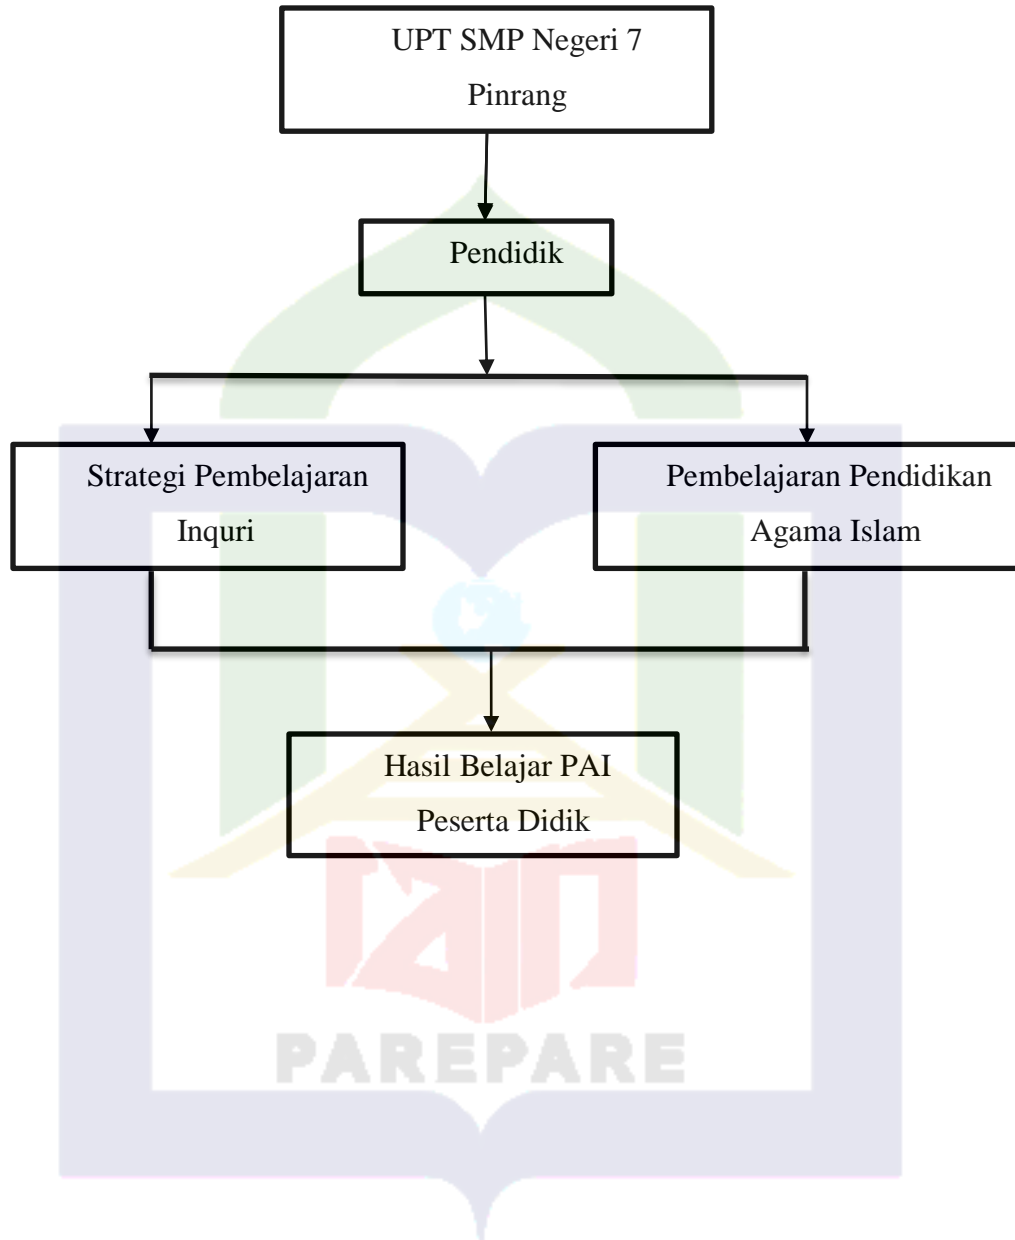 UPT SMP Negeri 7
Pinrang
Pendidik
Strategi Pembelajaran
Inquri
Pembelajaran Pendidikan
Agama Islam
Hasil Belajar PAI
Peserta Didik
PAREPARE